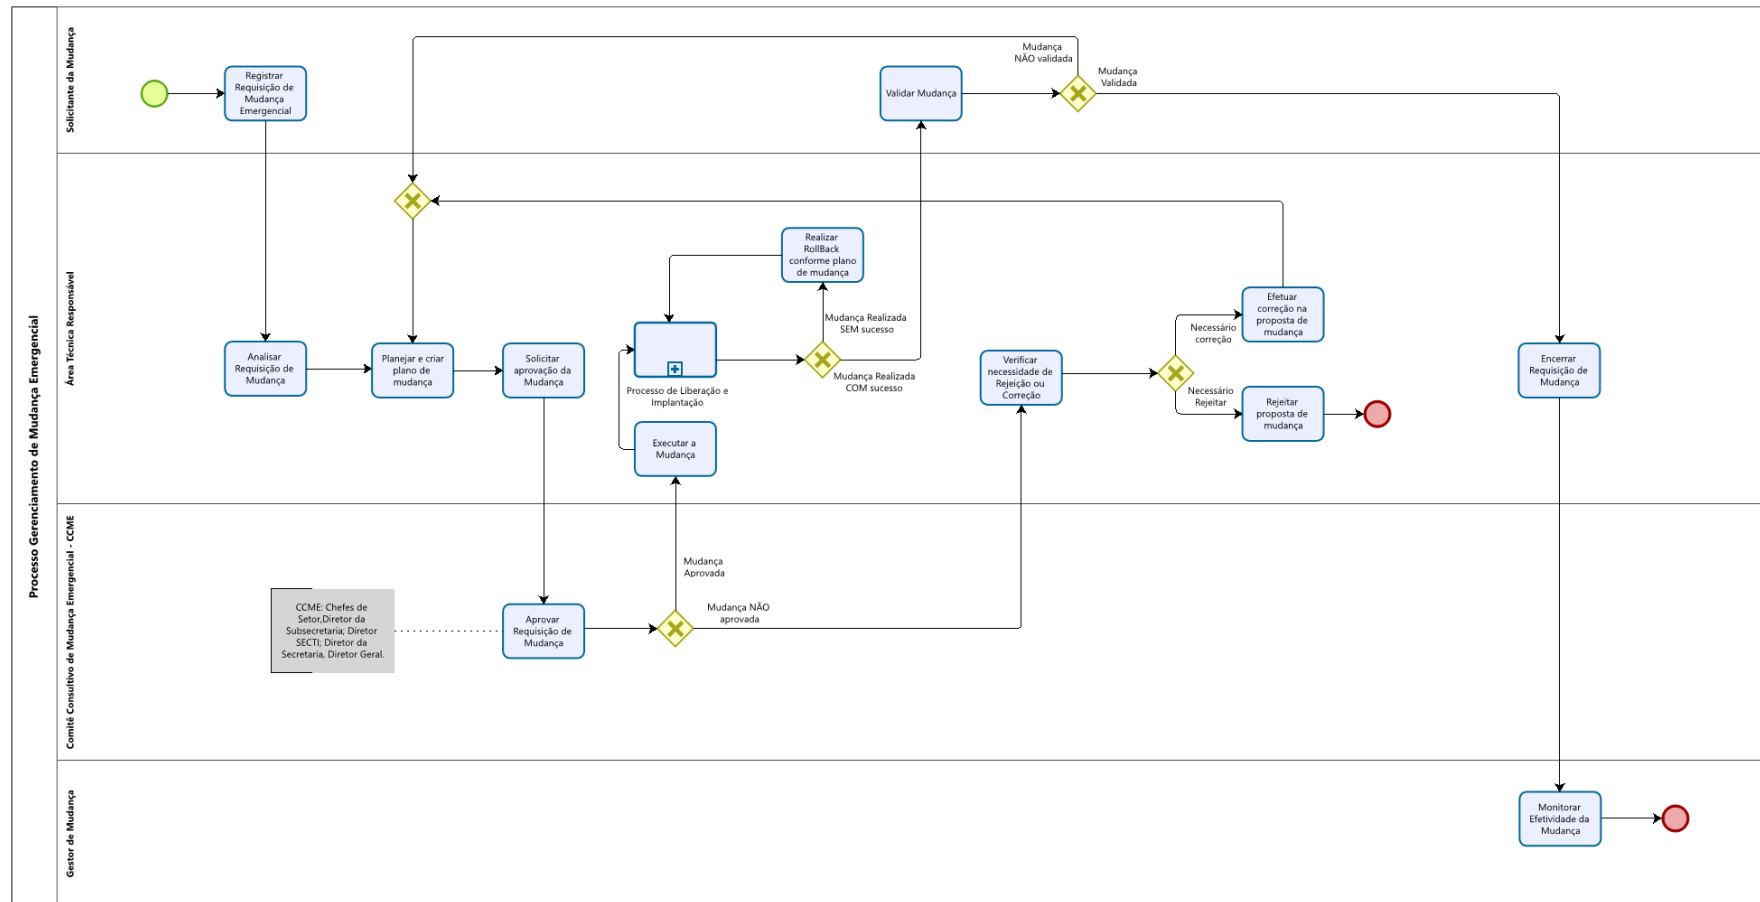 Processo Gerenciamento de Mudança Emergencial
Solicitante da Mudança
Registrar
Requisição de
Mudança
Emergencial
Validar Mudança
Mudança
NÃO validada
Mudança
Validada
Área Técnica Responsável
Analisar
Requisição de
Mudança
Planejar e criar
plano de
mudança
Solicitar
aprovação da
Mudança
Realizar
RollBack
conforme plano
de mudança
Mudança Realizada
SEM sucesso
Mudança Realizada
COM sucesso
Processo de Liberação e
Implantação
Executar a
Mudança
Verificar
necessidade de
Rejeição ou
Correção
Necessário
correção
Necessário
Rejeitar
Efetuar
correção na
proposta de
mudança
Rejeitar
proposta de
mudança
Encerrar
Requisição de
Mudança
Comitê Consultivo de Mudança Emergencial - CCME
CCME: Chefes de
Setor,Diretor da
Subsecretaria; Diretor
SECTI; Diretor da
Secretaria, Diretor Geral.
Aprovar
Requisição de
Mudança
Mudança
Aprovada
Mudança NÃO
aprovada
Gestor de Mudança
Monitorar
Efetividade da
Mudança